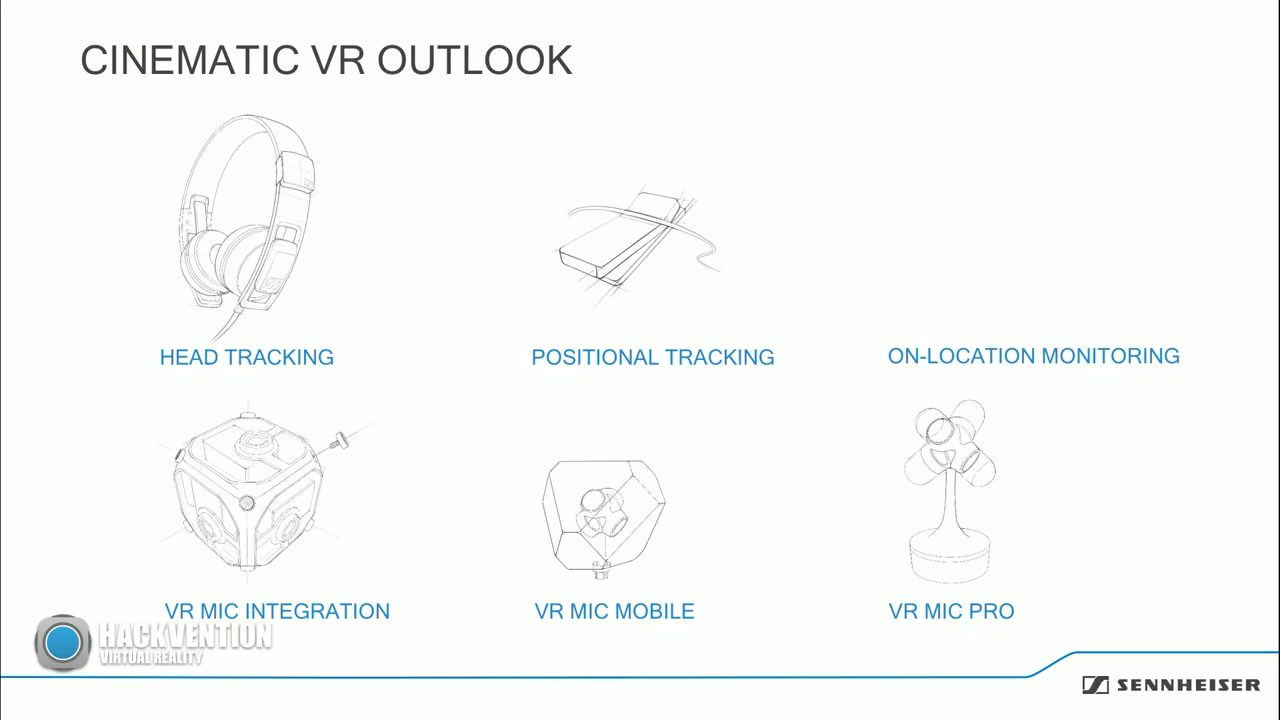 CINEMATIC VR OUTLOOK
HEAD TRACKING
POSITIONAL TRACKING
ON-LOCATION MONITORING
VR MIC INTEGRATION
VR MIC MOBILE
VR MIC PRO
HACKVENTION
VIRTUAL REALITY
SENNHEISER